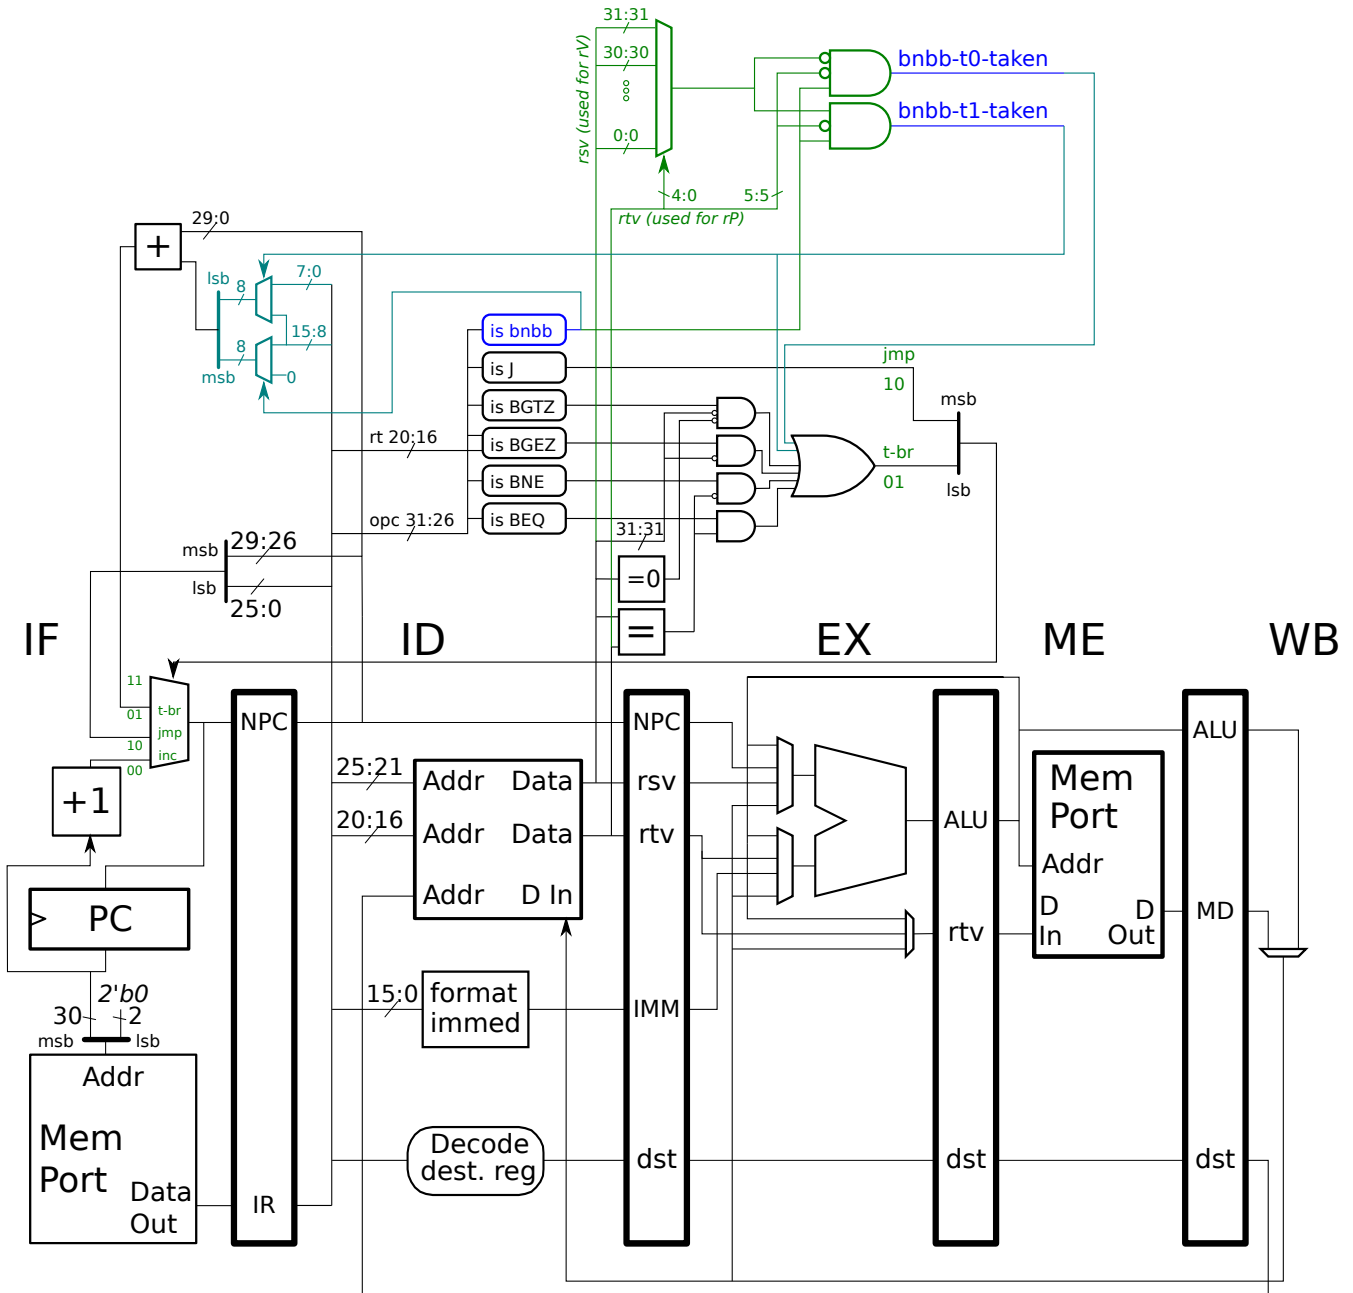 31:31
rsv (used for rV)
30:30
0:0
bnbb-t0-taken
bnbb-t1-taken
4:0
5:5
rtv (used for rP)
29:0
+
lsb
8
7:0
15:8
8
msb
0
is bnbb
is J
is BGTZ
is BGEZ
is BNE
is BEQ
rt 20:16
opc 31:26
jmp
10
msb
t-br
01
lsb
31:31
=0
=
msb
29:26
lsb
25:0
IF
ID
EX
ME
WB
11
01
10
00
t-br
jmp
inc
+1
PC
2'b0
30
2
msb
lsb
Addr
Mem
Port
Data
Out
NPC
IR
25:21
20:16
Addr
Data
Addr
Data
Addr
D In
15:0
format
immed
Decode
dest. reg
NPC
rsv
rtv
IMM
dst
ALU
rtv
dst
Mem
Port
Addr
D
In
D
Out
ALU
MD
dst